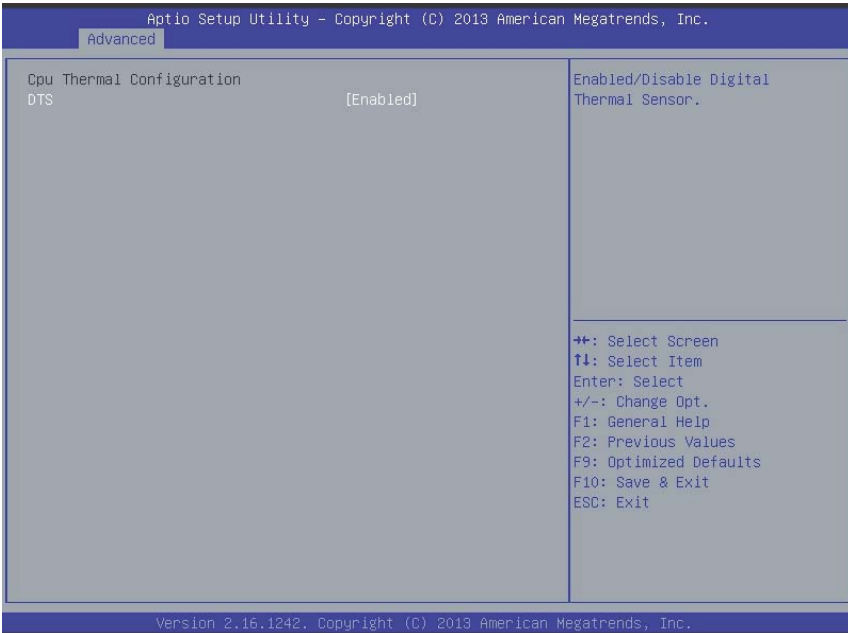 Aptio Setup Utility – Copyright (C) 2013 American Megatrends, Inc.
Advanced
Cpu Thermal Configuration
DTS [Enabled]
Enabled/Disable Digital
Thermal Sensor.
→←: Select Screen
↑↓: Select Item
Enter: Select
+/-: Change Opt.
F1: General Help
F2: Previous Values
F9: Optimized Defaults
F10: Save & Exit
ESC: Exit
Version 2.16.1242. Copyright (C) 2013 American Megatrends, Inc.